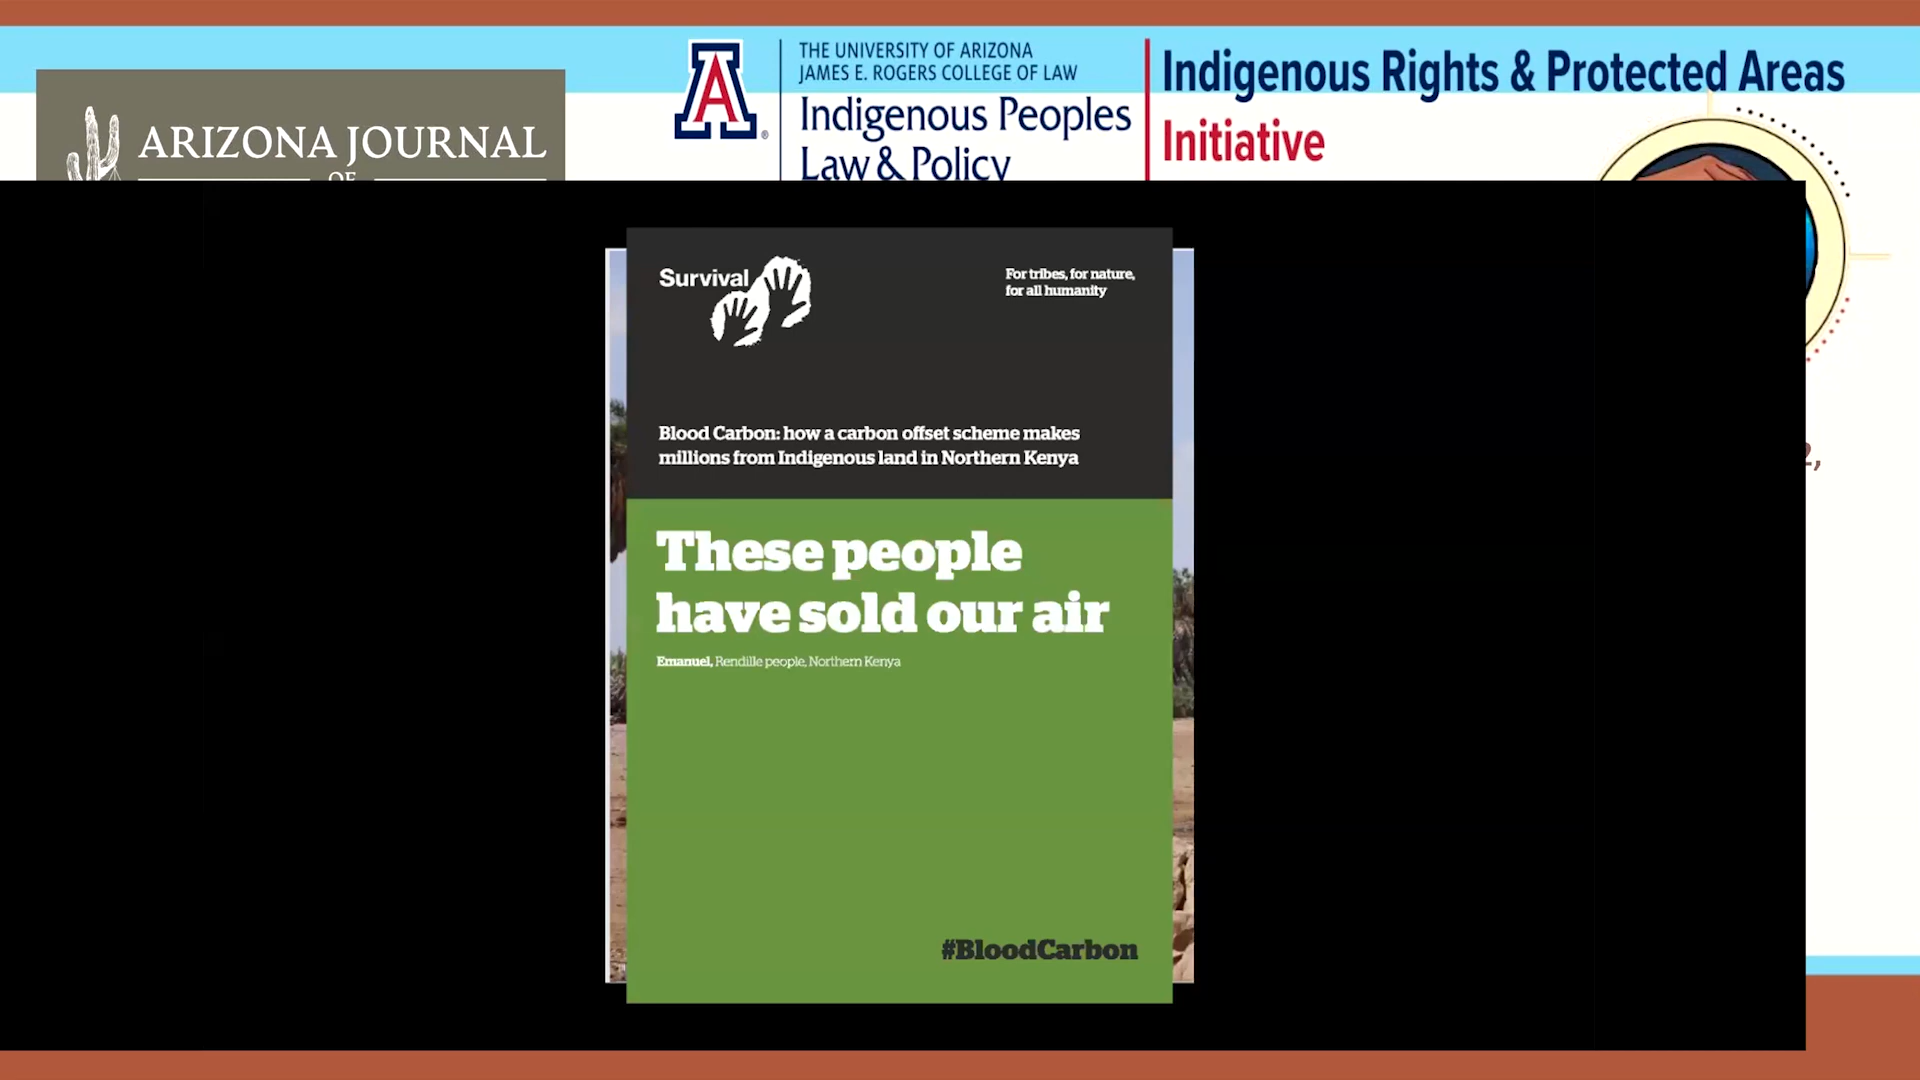 ARIZONA JOURNAL
OF
THE UNIVERSITY OF ARIZONA
JAMES E. ROGERS COLLEGE OF LAW
Indigenous Peoples
Law & Policy
Indigenous Rights & Protected Areas
Initiative
Survival
For tribes, for nature,
for all humanity
Blood Carbon: how a carbon offset scheme makes
millions from Indigenous land in Northern Kenya
These people
have sold our air
Emanuel, Rendille people, Northern Kenya
#BloodCarbon